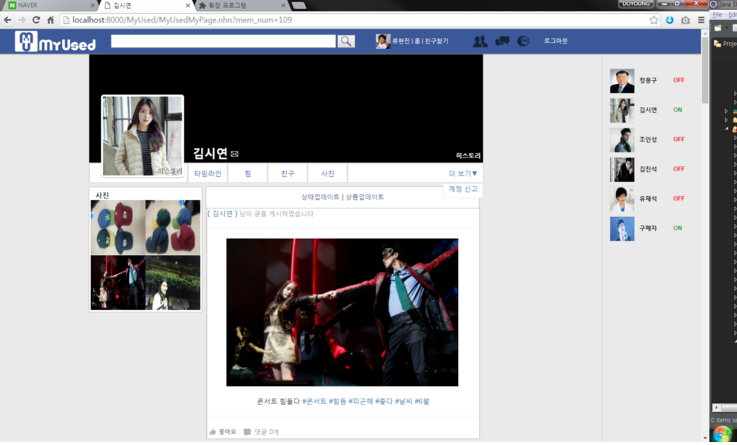 NAVER
김시연
확장 프로그램
DOYOUNG
Java E
localhost:8000/MyUsed/MyUsedMyPage.nhn?mem_num=109
File Edi
MyUsed
류현진 | 홈 | 친구찾기
로그아웃
Proje
정몽구 OFF
김시연 ON
조인성 OFF
김진석 OFF
유재석 OFF
구매자 ON
히스토리
김시연
히스토리
타임라인
찜
친구
사진
더 보기▼
계정 신고
사진
상태업데이트 | 상품업데이트
( 김시연 ) 님이 글을 게시하였습니다
콘서트 힘들다 #콘서트 #힘듬 #피곤해 #좋다 #날씨 #6월
좋아요 댓글 0개
0 items se